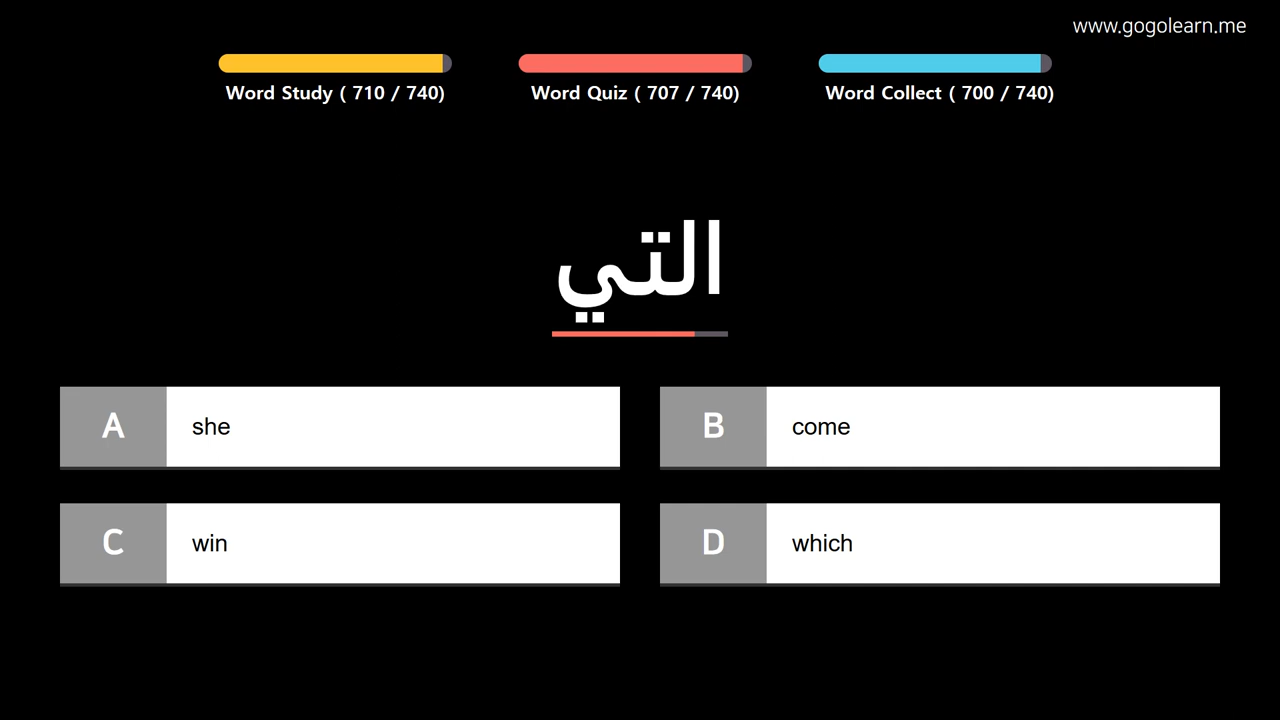 www.gogolearn.me
Word Study ( 710 / 740)
Word Quiz ( 707 / 740)
Word Collect ( 700 / 740)
التي
A she
B come
C win
D which